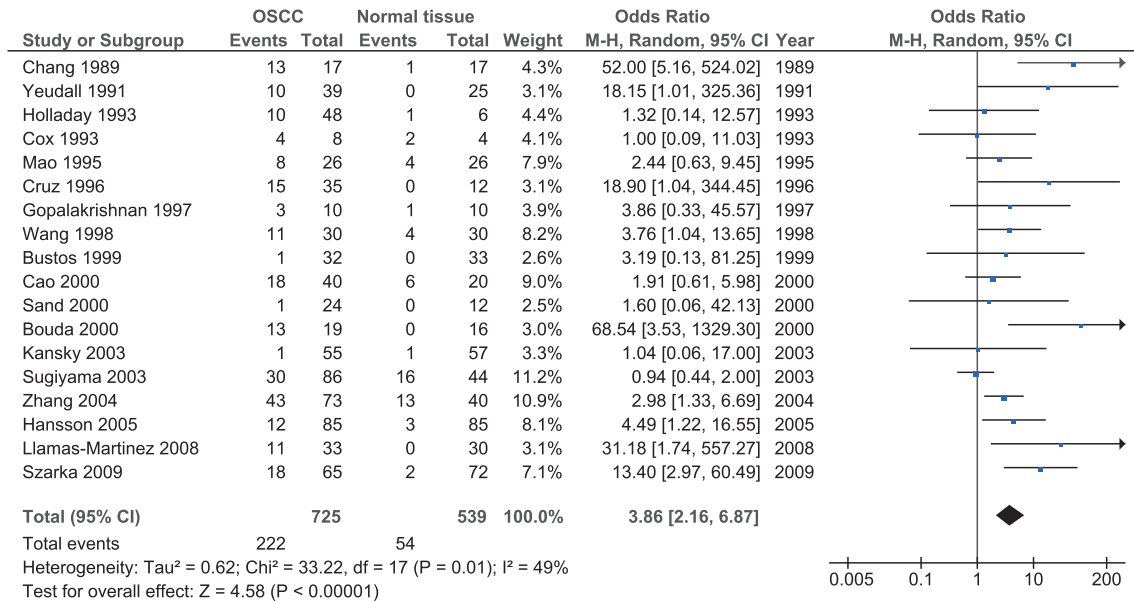 OSCC Normal tissue Odds Ratio Odds Ratio
Study or Subgroup Events Total Events Total Weight M-H, Random, 95% CI Year M-H, Random, 95% CI
Chang 1989 13 17 1 17 4.3% 52.00 [5.16, 524.02] 1989
Yeudall 1991 10 39 0 25 3.1% 18.15 [1.01, 325.36] 1991
Holladay 1993 10 48 1 6 4.4% 1.32 [0.14, 12.57] 1993
Cox 1993 4 8 2 4 4.1% 1.00 [0.09, 11.03] 1993
Mao 1995 8 26 4 26 7.9% 2.44 [0.63, 9.45] 1995
Cruz 1996 15 35 0 12 3.1% 18.90 [1.04, 344.45] 1996
Gopalakrishnan 1997 3 10 1 10 3.9% 3.86 [0.33, 45.57] 1997
Wang 1998 11 30 4 30 8.2% 3.76 [1.04, 13.65] 1998
Bustos 1999 1 32 0 33 2.6% 3.19 [0.13, 81.25] 1999
Cao 2000 18 40 6 20 9.0% 1.91 [0.61, 5.98] 2000
Sand 2000 1 24 0 12 2.5% 1.60 [0.06, 42.13] 2000
Bouda 2000 13 19 0 16 3.0% 68.54 [3.53, 1329.30] 2000
Kansky 2003 1 55 1 57 3.3% 1.04 [0.06, 17.00] 2003
Sugiyama 2003 30 86 16 44 11.2% 0.94 [0.44, 2.00] 2003
Zhang 2004 43 73 13 40 10.9% 2.98 [1.33, 6.69] 2004
Hansson 2005 12 85 3 85 8.1% 4.49 [1.22, 16.55] 2005
Llamas-Martinez 2008 11 33 0 30 3.1% 31.18 [1.74, 557.27] 2008
Szarka 2009 18 65 2 72 7.1% 13.40 [2.97, 60.49] 2009
Total (95% CI) 725 539 100.0% 3.86 [2.16, 6.87]
Total events 222 54
Heterogeneity: Tau² = 0.62; Chi² = 33.22, df = 17 (P = 0.01); I² = 49%
Test for overall effect: Z = 4.58 (P < 0.00001)
0.005 0.1 1 10 200